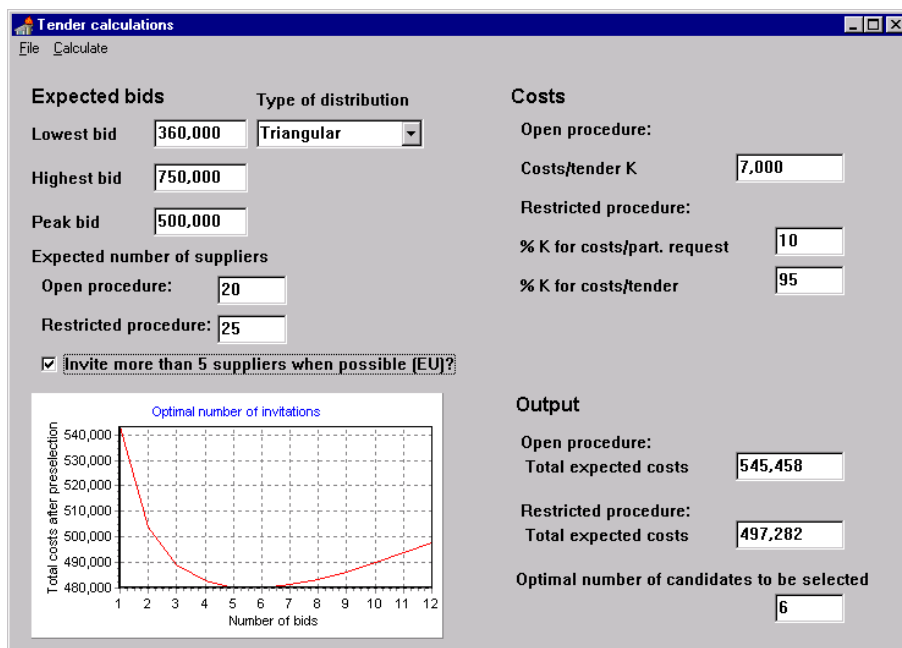 Tender calculations
File Calculate
Expected bids
Type of distribution
Lowest bid 360,000 Triangular
Highest bid 750,000
Peak bid 500,000
Expected number of suppliers
Open procedure: 20
Restricted procedure: 25
Invite more than 5 suppliers when possible (EU)?
Costs
Open procedure:
Costs/tender K 7,000
Restricted procedure:
% K for costs/part. request 10
% K for costs/tender 95
Optimal number of invitations
Total costs after preselection
540,000
530,000
520,000
510,000
500,000
490,000
480,000
1 2 3 4 5 6 7 8 9 10 11 12
Number of bids
Output
Open procedure:
Total expected costs 545,458
Restricted procedure:
Total expected costs 497,282
Optimal number of candidates to be selected
6